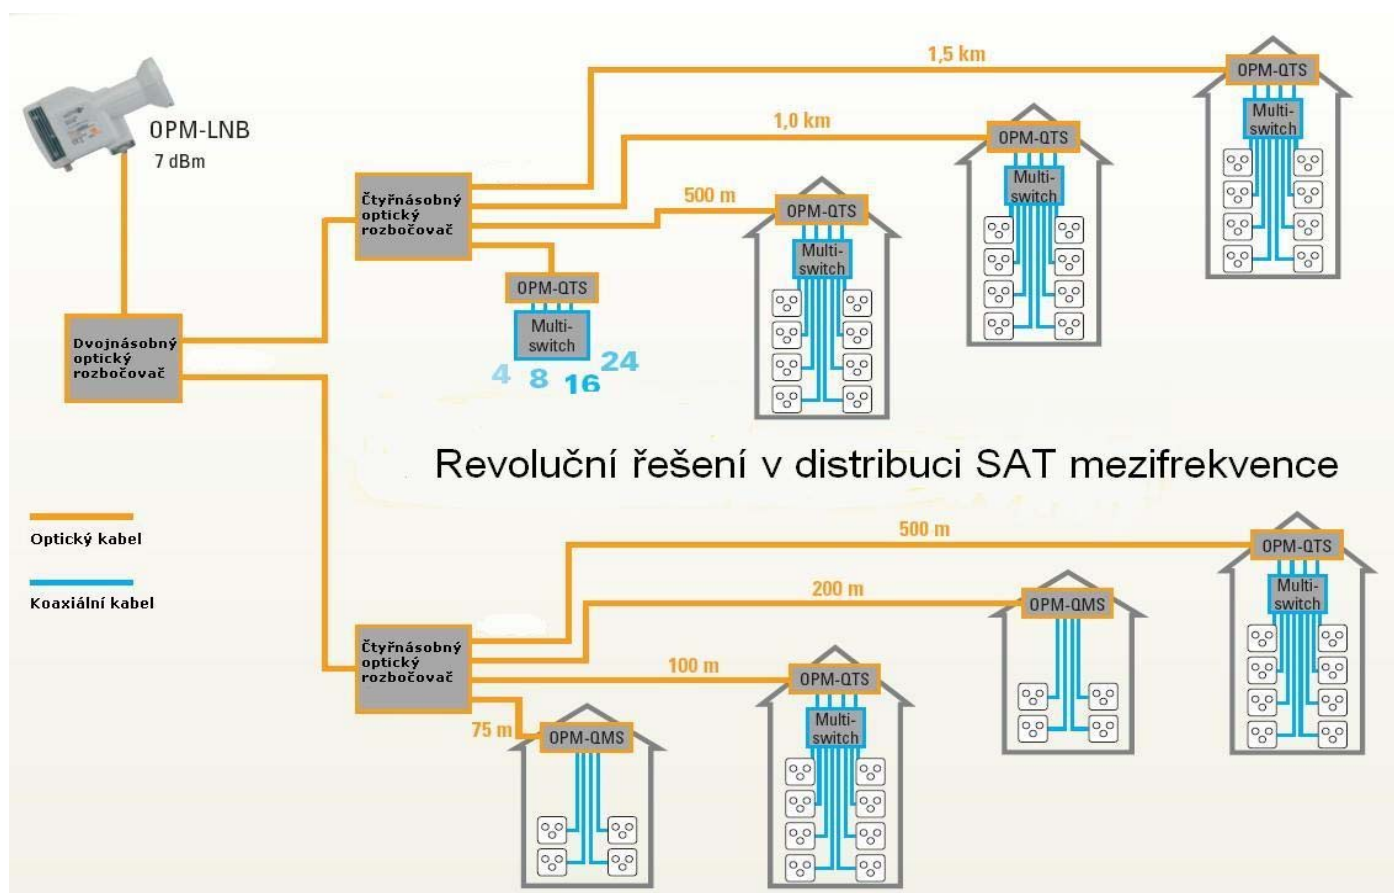 1,5 km
OPM-QTS
Multi-
switch
OPM-LNB
7 dBm
1,0 km
OPM-QTS
Multi-
switch
Čtyřnásobný
optický
rozbočovač
500 m
OPM-QTS
Multi-
switch
OPM-QTS
Multi-
switch
4 8 16 24
Dvojnásobný
optický
rozbočovač
Revoluční řešení v distribuci SAT mezifrekvence
Optický kabel
Koaxiální kabel
500 m
OPM-QTS
Multi-
switch
200 m
OPM-QMS
Čtyřnásobný
optický
rozbočovač
100 m
OPM-QTS
Multi-
switch
75 m
OPM-QMS